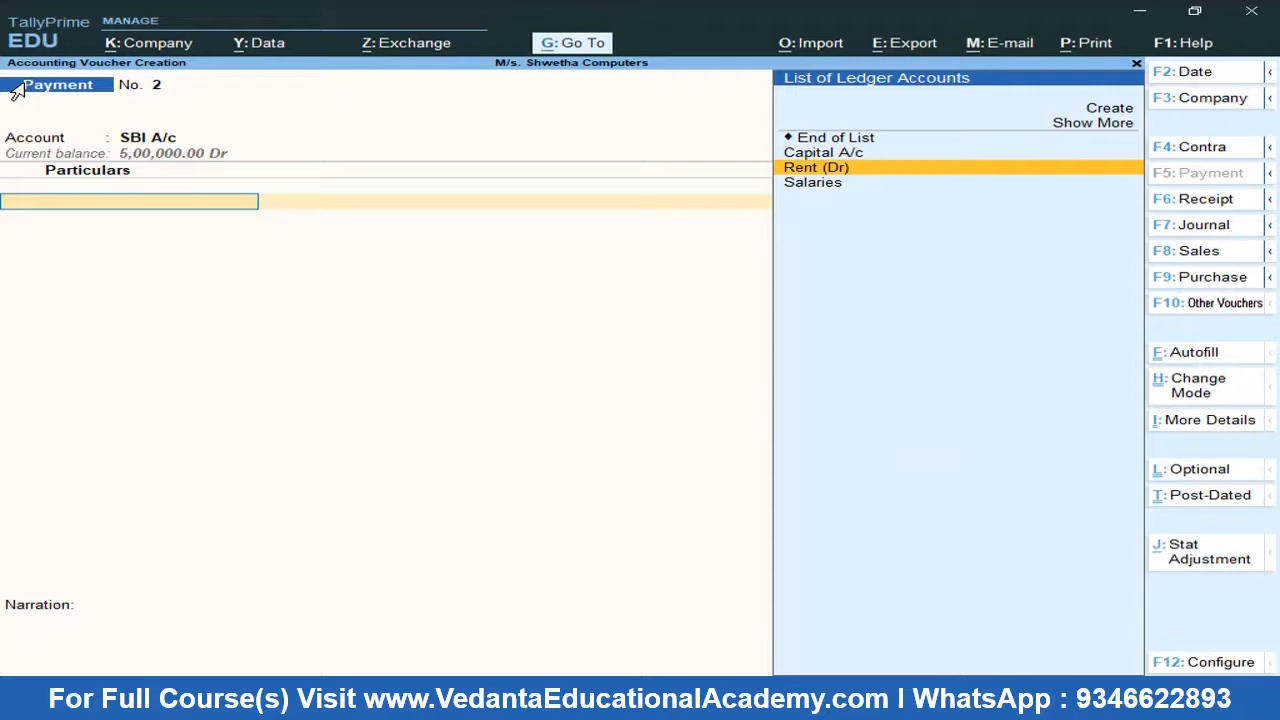 TallyPrime
EDU
MANAGE
K: Company
Y: Data
Z: Exchange
G: Go To
O: Import
E: Export
M: E-mail
P: Print
F1: Help
Accounting Voucher Creation
M/s. Shwetha Computers
Payment No. 2
Account : SBI A/c
Current balance: 5,00,000.00 Dr
Particulars
Narration:
List of Ledger Accounts
Create
Show More
End of List
Capital A/c
Rent (Dr)
Salaries
F2: Date
F3: Company
F4: Contra
F5: Payment
F6: Receipt
F7: Journal
F8: Sales
F9: Purchase
F10: Other Vouchers
F: Autofill
H: Change
Mode
I: More Details
L: Optional
T: Post-Dated
J: Stat
Adjustment
F12: Configure
For Full Course(s) Visit www.VedantaEducationalAcademy.com I WhatsApp : 9346622893